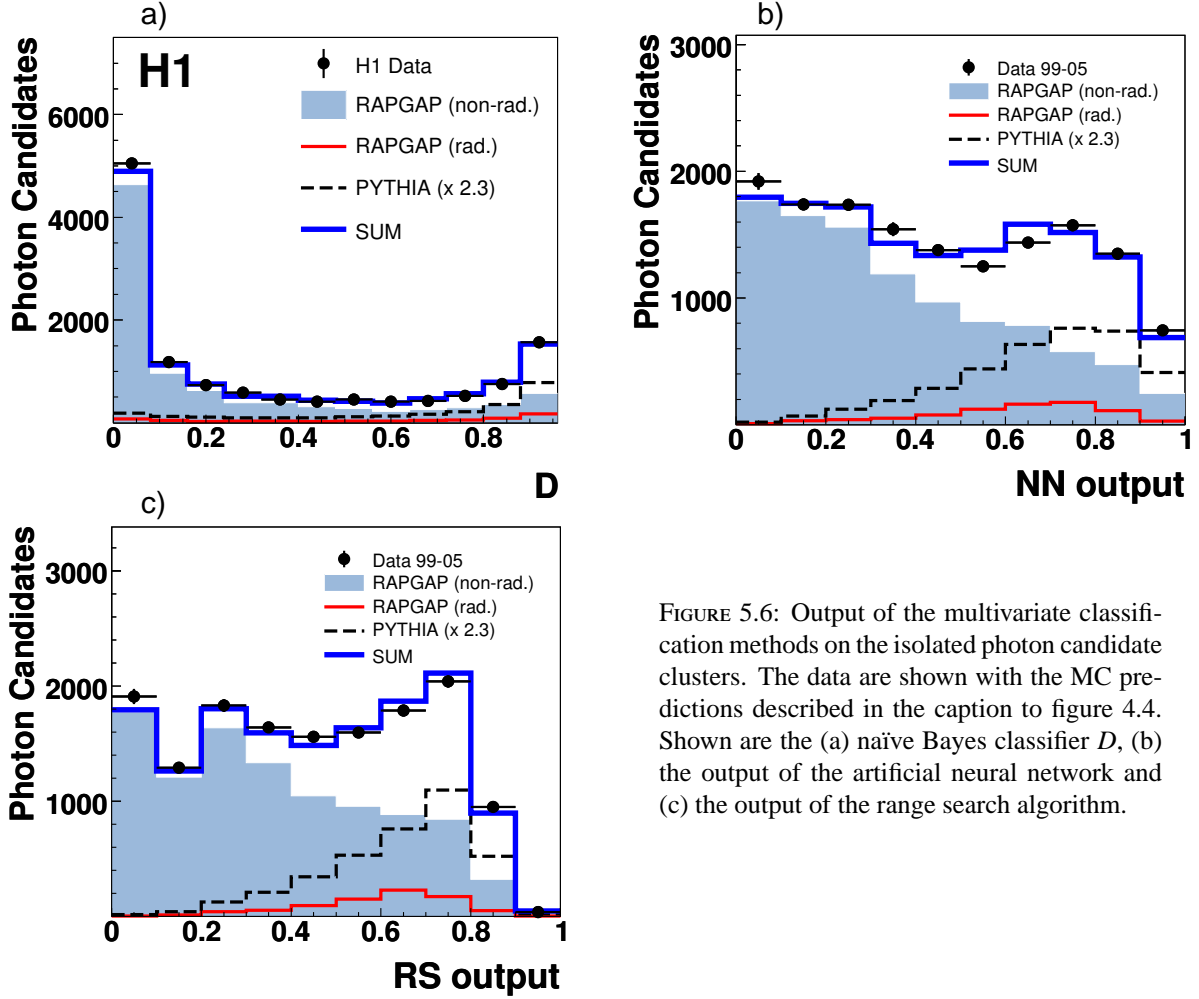 a)
H1
H1 Data
RAPGAP (non-rad.)
RAPGAP (rad.)
PYTHIA (x 2.3)
SUM
Photon Candidates
6000
4000
2000
0 0.2 0.4 0.6 0.8
D
b)
Data 99-05
RAPGAP (non-rad.)
RAPGAP (rad.)
PYTHIA (x 2.3)
SUM
Photon Candidates
3000
2000
1000
0 0.2 0.4 0.6 0.8 1
NN output
c)
Data 99-05
RAPGAP (non-rad.)
RAPGAP (rad.)
PYTHIA (x 2.3)
SUM
Photon Candidates
3000
2000
1000
0 0.2 0.4 0.6 0.8 1
RS output
FIGURE 5.6: Output of the multivariate classifi-
cation methods on the isolated photon candidate
clusters. The data are shown with the MC pre-
dictions described in the caption to figure 4.4.
Shown are the (a) naïve Bayes classifier D, (b)
the output of the artificial neural network and
(c) the output of the range search algorithm.